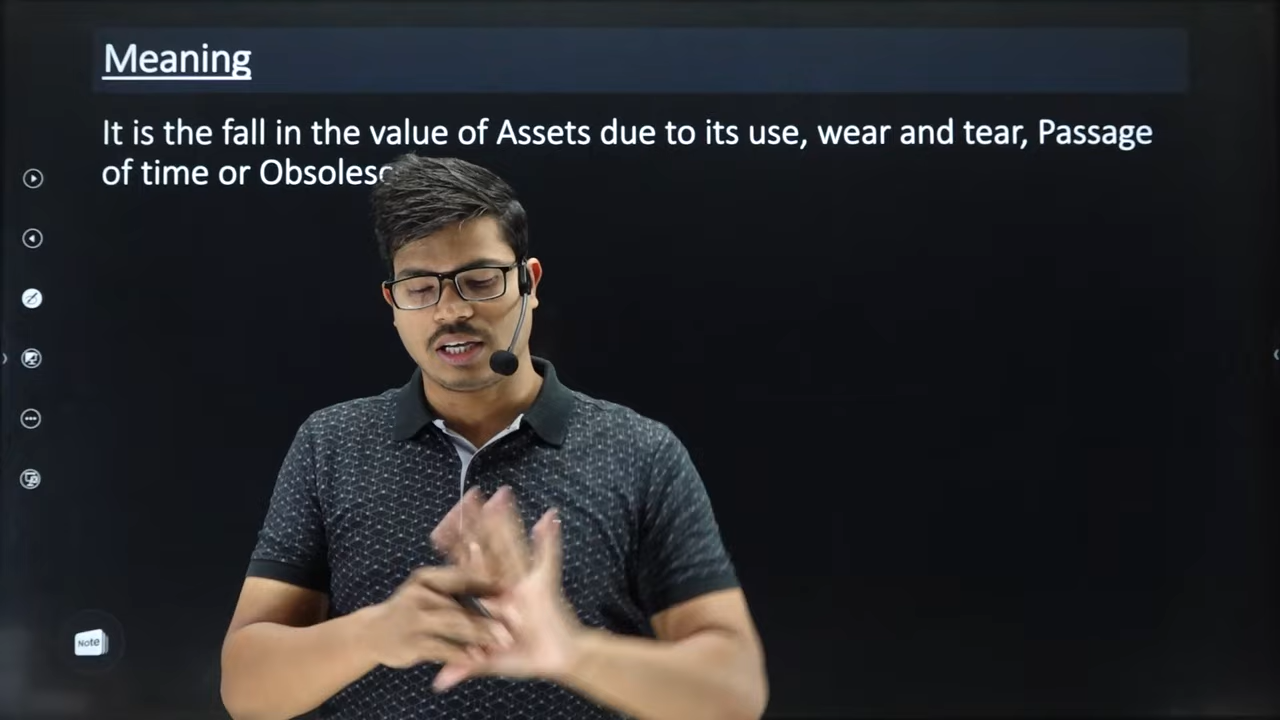 Meaning
It is the fall in the value of Assets due to its use, wear and tear, Passage
of time or
Note